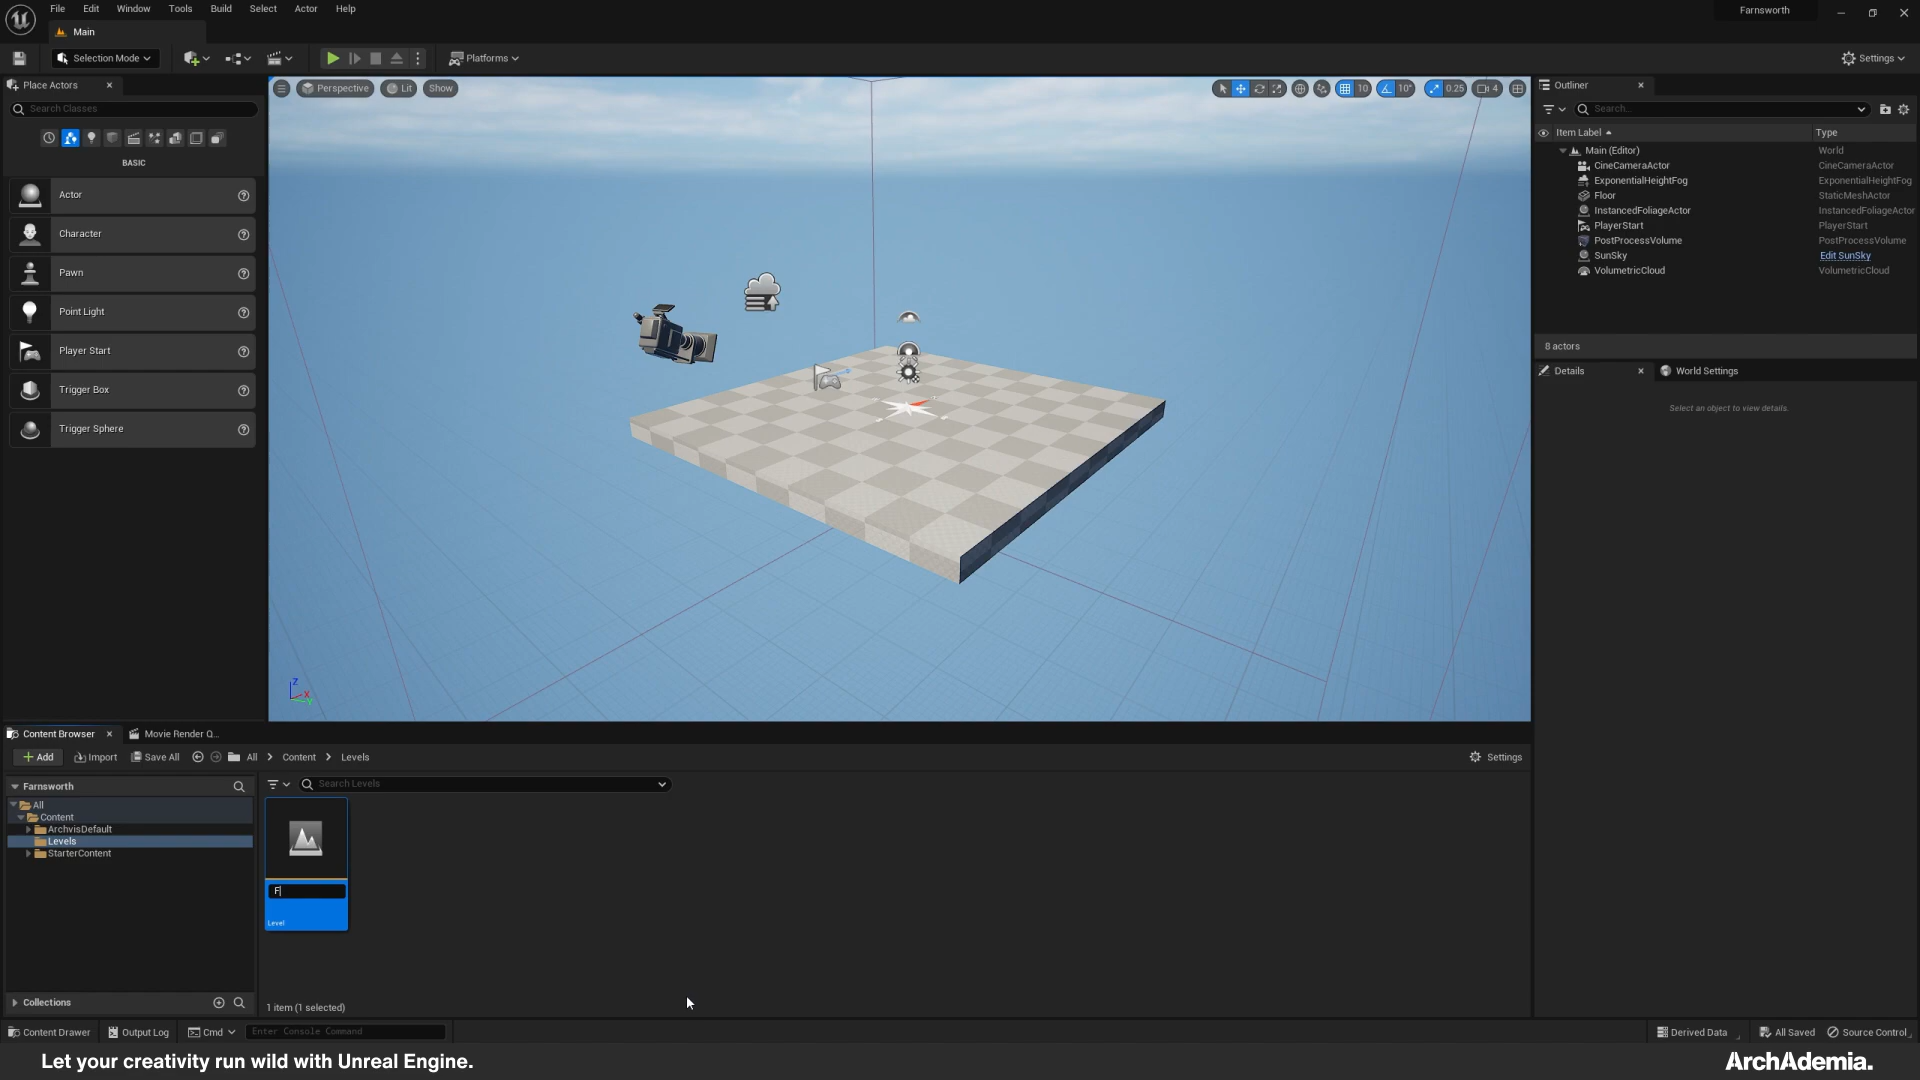 File Edit Window Tools Build Select Actor Help
Farnsworth
Main
Selection Mode
Platforms
Settings
Place Actors
Search Classes
BASIC
Actor
Character
Pawn
Point Light
Player Start
Trigger Box
Trigger Sphere
Perspective Lit Show
10 10° 0.25 4
Z
X
Y
Outliner
Search...
Item Label Type
Main (Editor) World
CineCameraActor CineCameraActor
ExponentialHeightFog ExponentialHeightFog
Floor StaticMeshActor
InstancedFoliageActor InstancedFoliageActor
PlayerStart PlayerStart
PostProcessVolume PostProcessVolume
SunSky Edit SunSky
VolumetricCloud VolumetricCloud
8 actors
Details World Settings
Select an object to view details.
Content Browser Movie Render Q...
Add Import Save All All Content Levels
Settings
Farnsworth
Search Levels
All
Content
ArchvisDefault
Levels
StarterContent
F
Level
Collections
1 item (1 selected)
Content Drawer Output Log Cmd Enter Console Command
Derived Data All Saved Source Control
Let your creativity run wild with Unreal Engine.
ArchAdemia.